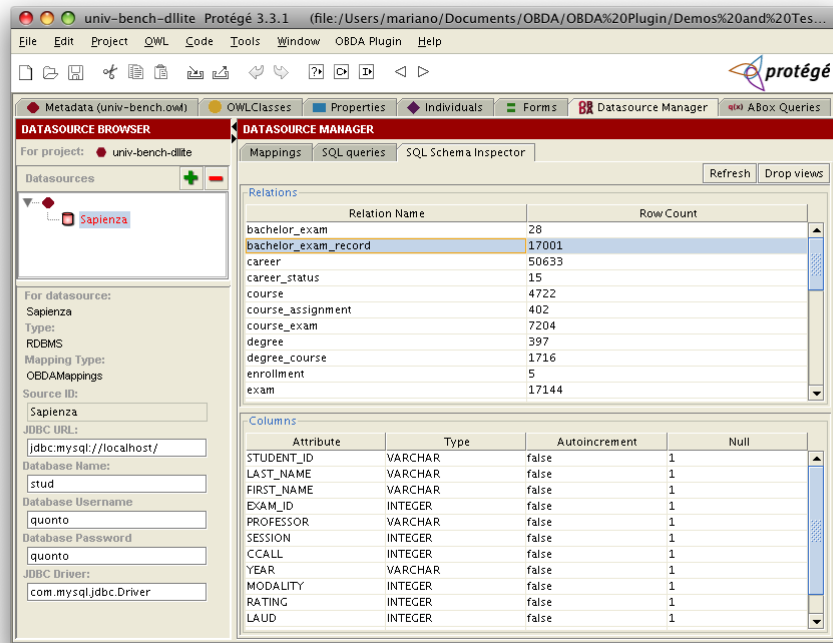 univ-bench-dllite Protégé 3.3.1 (file:/Users/mariano/Documents/OBDA/OBDA%20Plugin/Demos%20and%20Tes...
File Edit Project OWL Code Tools Window OBDA Plugin Help
protégé
Metadata (univ-bench.owl) OWLClasses Properties Individuals Forms Datasource Manager q(x) ABox Queries
DATASOURCE BROWSER
For project: univ-bench-dllite
Datasources
Sapienza
For datasource:
Sapienza
Type:
RDBMS
Mapping Type:
OBDAMappings
Source ID:
Sapienza
JDBC URL:
jdbc:mysql://localhost/
Database Name:
stud
Database Username
quonto
Database Password
quonto
JDBC Driver:
com.mysql.jdbc.Driver
DATASOURCE MANAGER
Mappings SQL queries SQL Schema Inspector
Refresh Drop views
Relations
Relation Name Row Count
bachelor_exam 28
bachelor_exam_record 17001
career 50633
career_status 15
course 4722
course_assignment 402
course_exam 7204
degree 397
degree_course 1716
enrollment 5
exam 17144
Columns
Attribute Type Autoincrement Null
STUDENT_ID VARCHAR false 1
LAST_NAME VARCHAR false 1
FIRST_NAME VARCHAR false 1
EXAM_ID INTEGER false 1
PROFESSOR VARCHAR false 1
SESSION INTEGER false 1
CCALL INTEGER false 1
YEAR VARCHAR false 1
MODALITY INTEGER false 1
RATING INTEGER false 1
LAUD INTEGER false 1